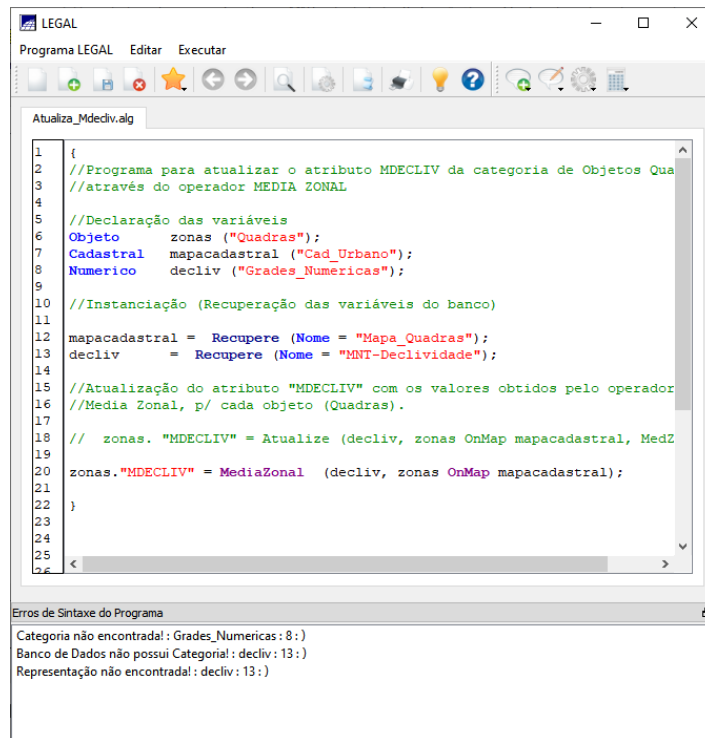 LEGAL
Programa LEGAL Editar Executar
Atualiza_Mdecliv.alg
1 {
2 //Programa para atualizar o atributo MDECLIV da categoria de Objetos Qua
3 //através do operador MEDIA ZONAL
4
5 //Declaração das variáveis
6 Objeto zonas ("Quadras");
7 Cadastral mapacadastral ("Cad_Urbano");
8 Numerico decliv ("Grades_Numericas");
9
10 //Instanciação (Recuperação das variáveis do banco)
11
12 mapacadastral = Recupere (Nome = "Mapa_Quadras");
13 decliv = Recupere (Nome = "MNT-Declividade");
14
15 //Atualização do atributo "MDECLIV" com os valores obtidos pelo operador
16 //Media Zonal, p/ cada objeto (Quadras).
17
18 // zonas. "MDECLIV" = Atualize (decliv, zonas OnMap mapacadastral, MedZ
19
20 zonas."MDECLIV" = MediaZonal (decliv, zonas OnMap mapacadastral);
21
22 }
23
24
25
26
Erros de Sintaxe do Programa
Categoria não encontrada! : Grades_Numericas : 8 : )
Banco de Dados não possui Categoria! : decliv : 13 : )
Representação não encontrada! : decliv : 13 : )